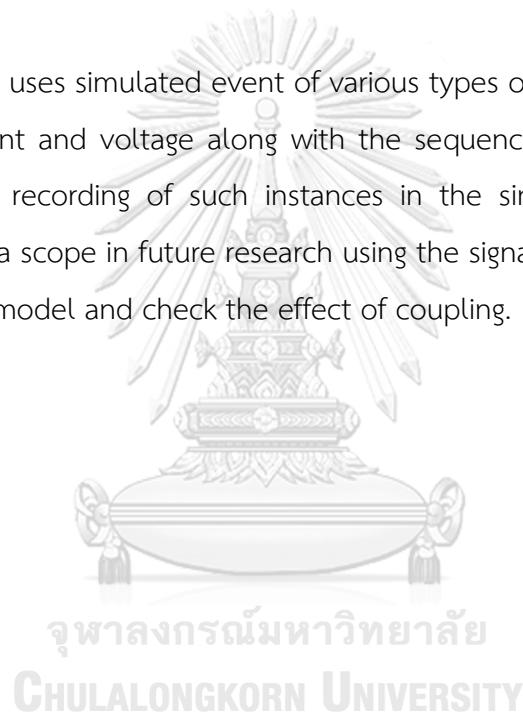 uses simulated event of various types o
nt and voltage along with the sequenc
recording of such instances in the sir
a scope in future research using the signa
model and check the effect of coupling.
จุฬาลงกรณ์มหาวิทยาลัย
CHULALONGKORN UNIVERSITY